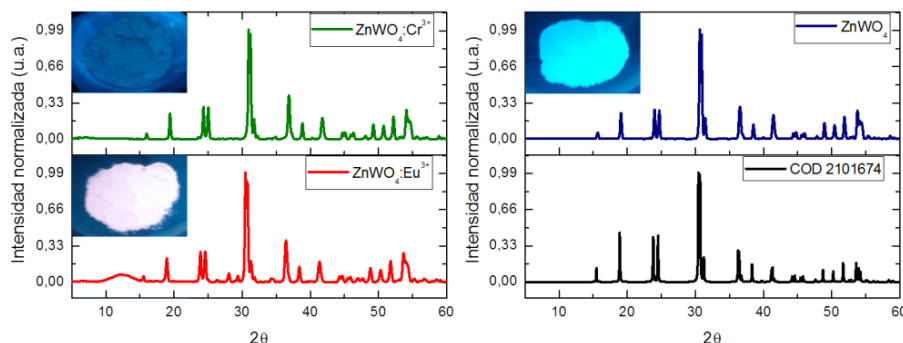 Intensidad normalizada (u.a.)
0,99
0,66
0,33
0,00
ZnWO₄:Cr³⁺
0,99
0,66
0,33
0,00
ZnWO₄:Eu³⁺
10 20 30 40 50 60
2θ
Intensidad normalizada (u.a.)
0,99
0,66
0,33
0,00
ZnWO₄
0,99
0,66
0,33
0,00
COD 2101674
10 20 30 40 50 60
2θ